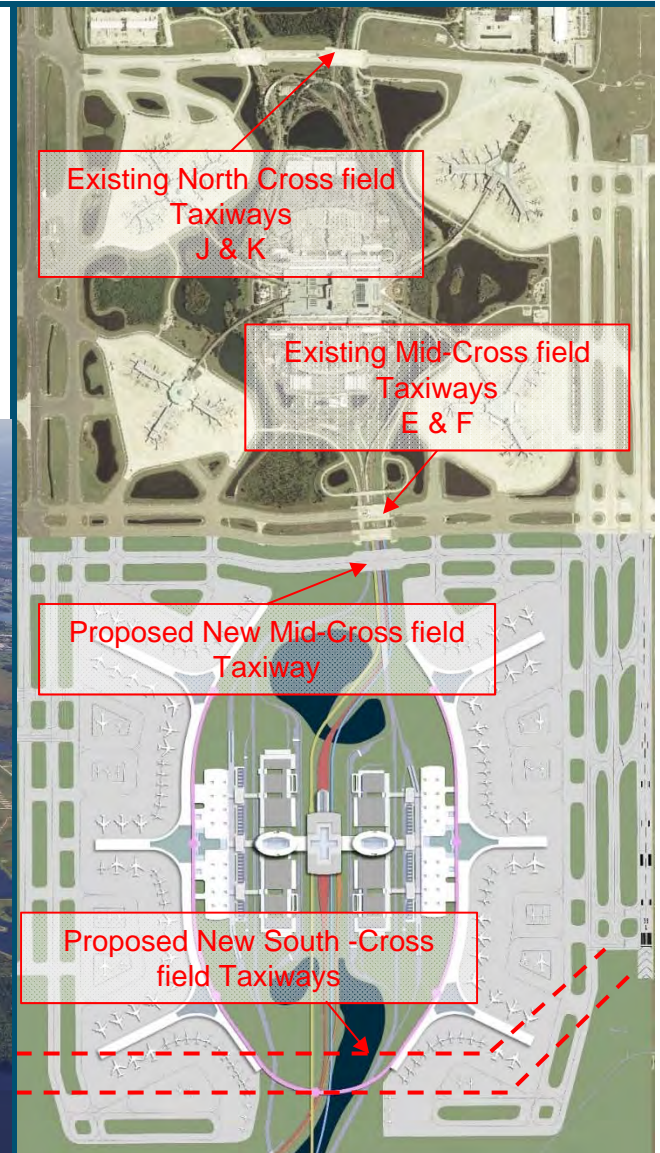 Existing North Cross field
Taxiways
J & K
Existing Mid-Cross field
Taxiways
E & F
Proposed New Mid-Cross field
Taxiway
Proposed New South -Cross
field Taxiways